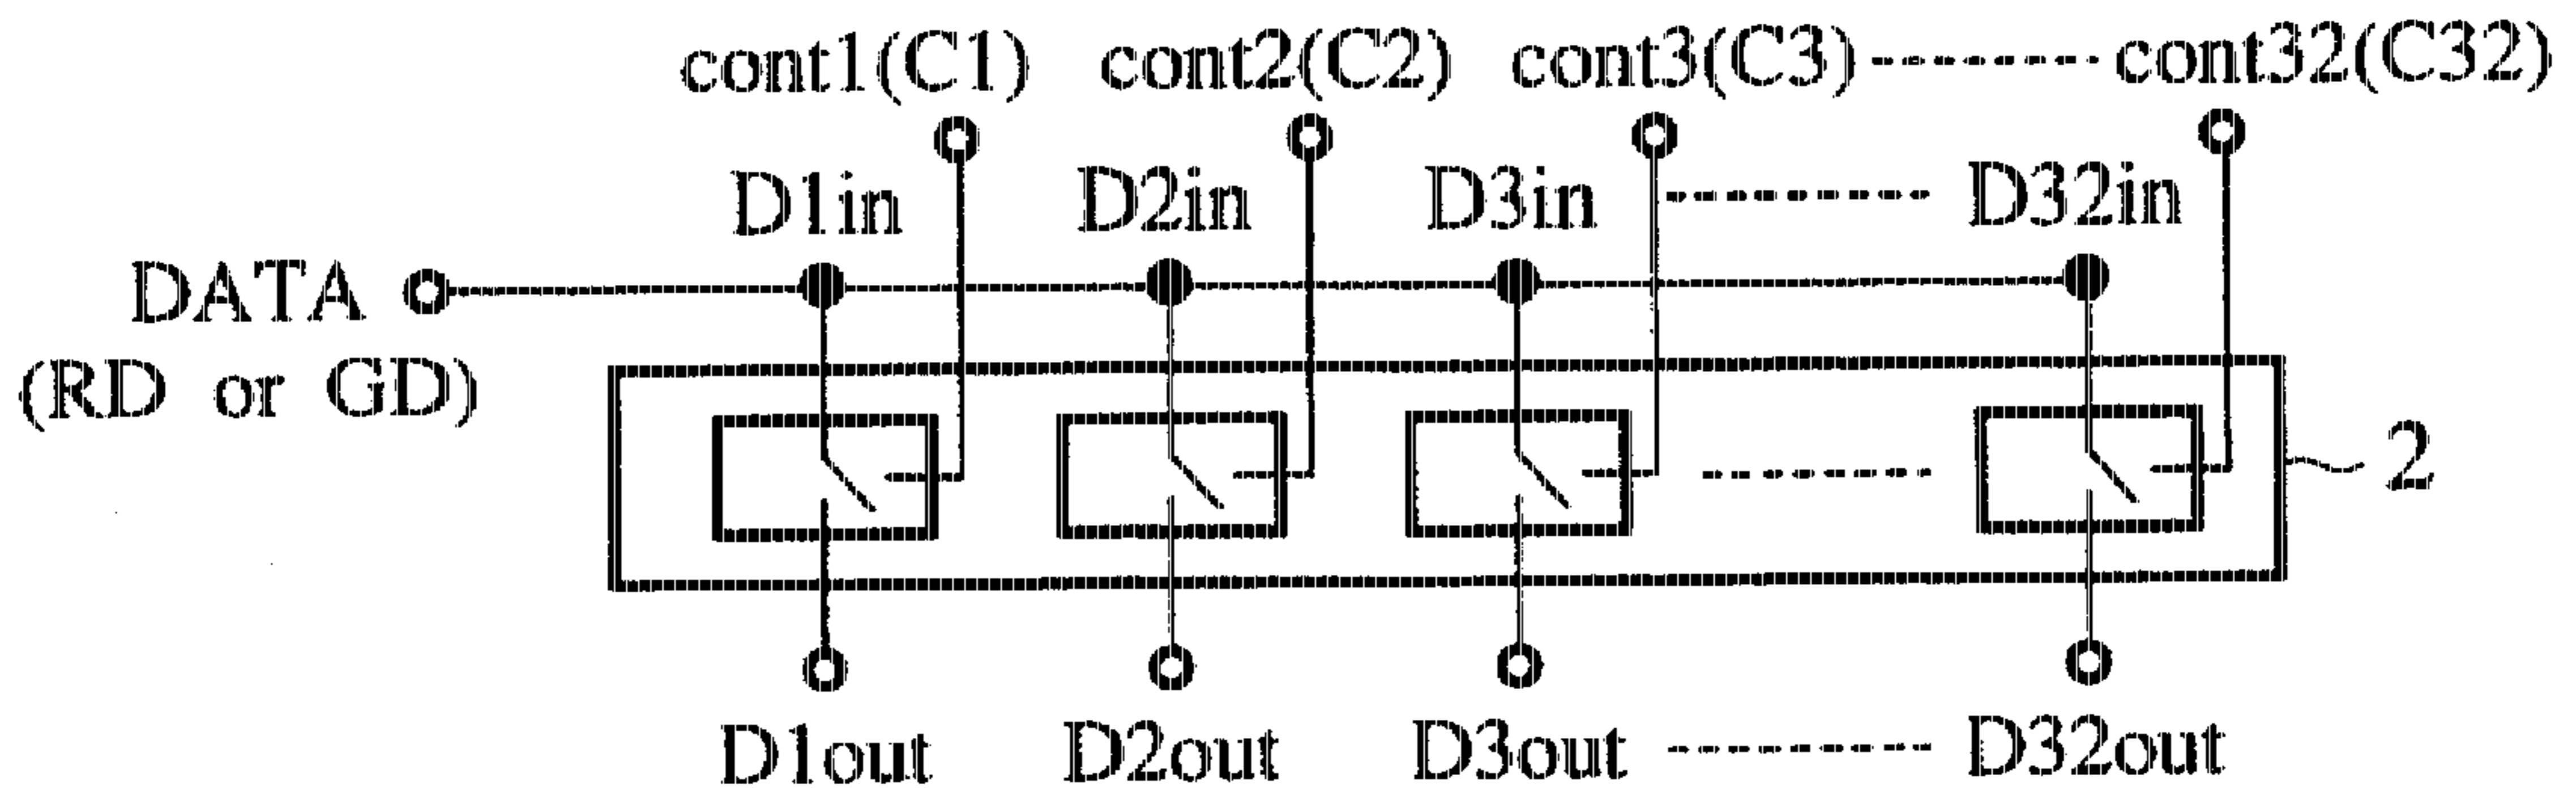 cont1(C1) cont2(C2) cont3(C3) -------- cont32(C32)
D1in D2in D3in -------- D32in
DATA
(RD or GD)
-------- 2
D1out D2out D3out -------- D32out